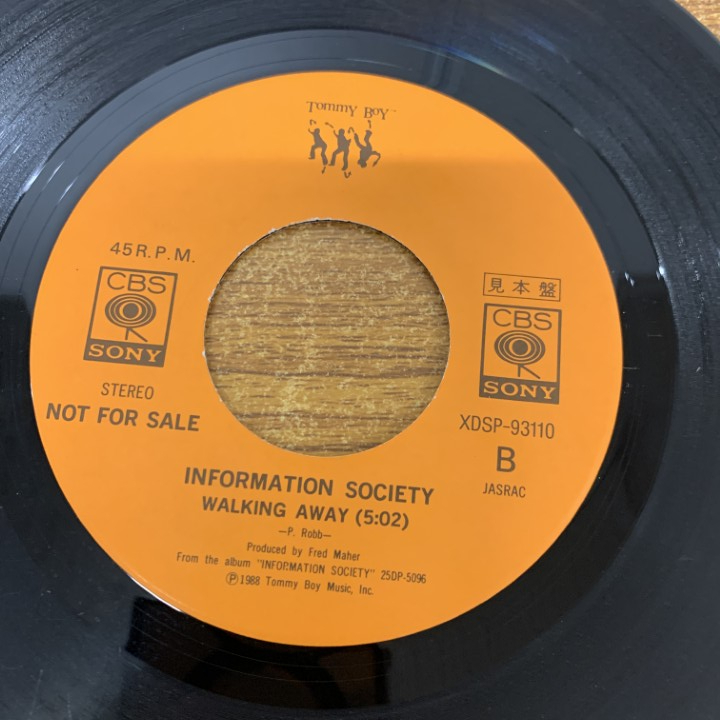 Tommy Boy™
45 R.P.M.
CBS
SONY
STEREO
NOT FOR SALE
見本盤
CBS
SONY
XDSP-93110
B
JASRAC
INFORMATION SOCIETY
WALKING AWAY (5:02)
—P. Robb—
Produced by Fred Maher
From the album "INFORMATION SOCIETY" 25DP-5096
Ⓟ1988 Tommy Boy Music, Inc.